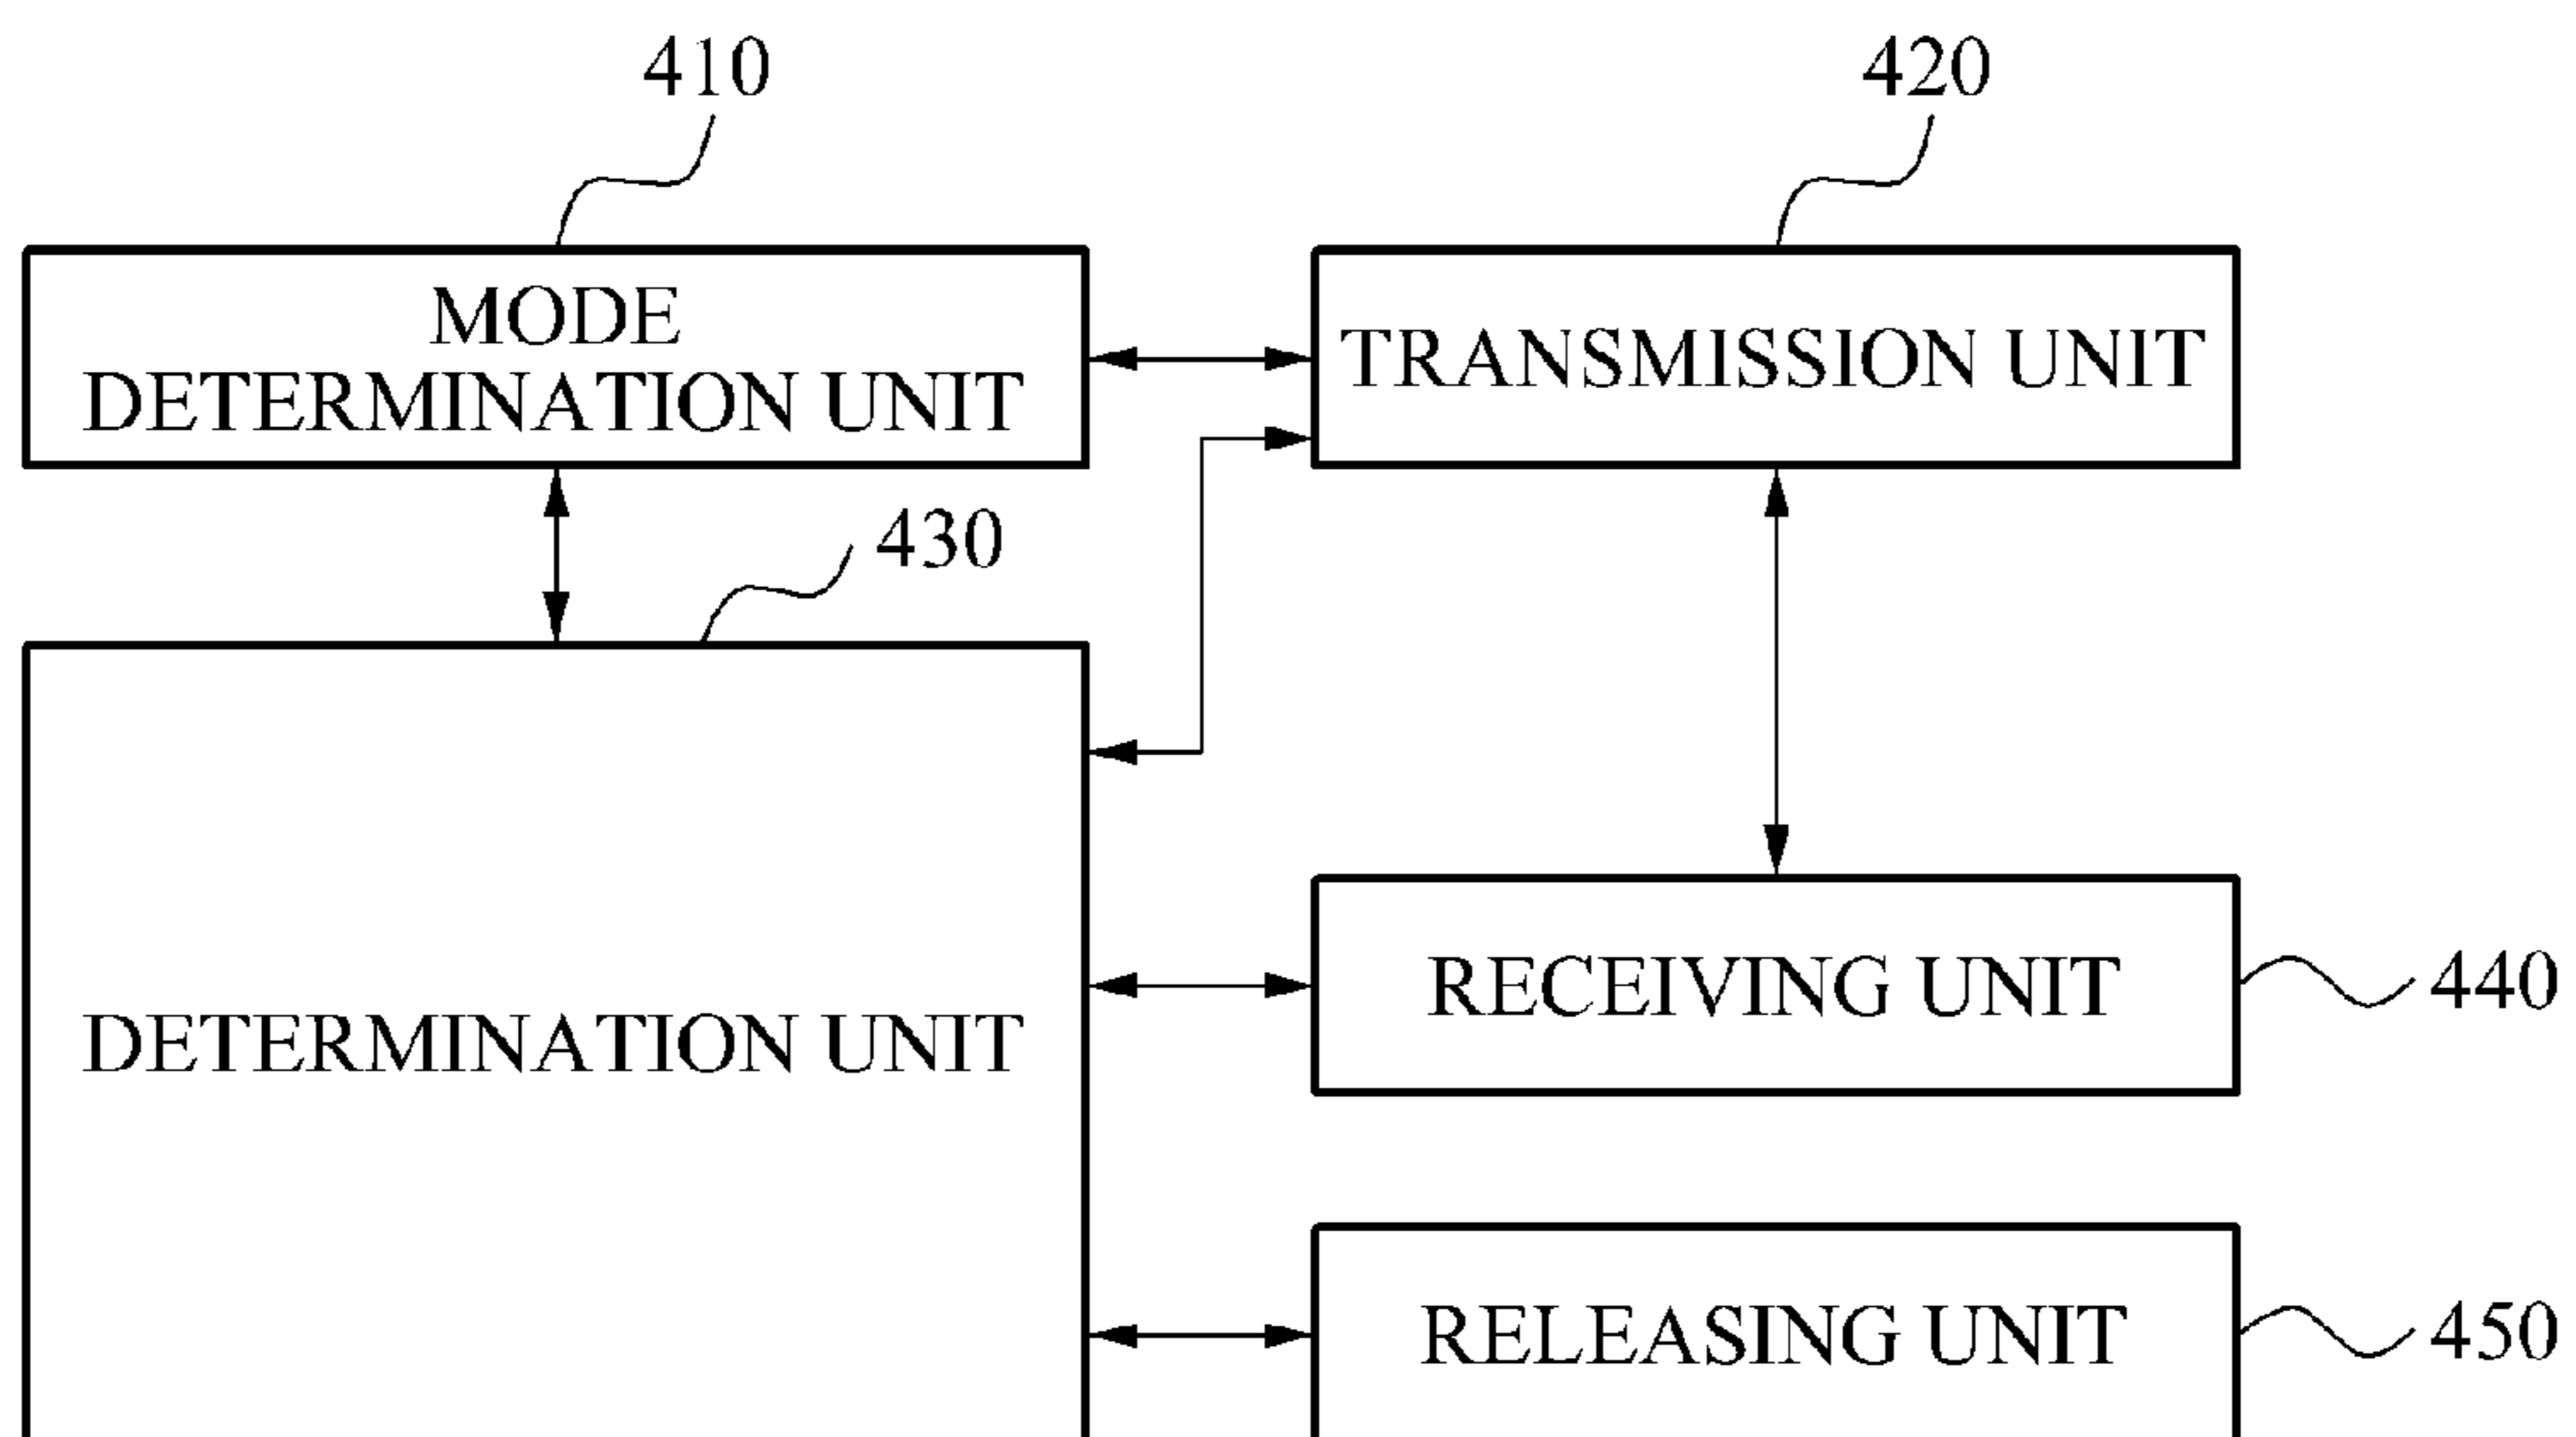 410
420
MODE
DETERMINATION UNIT
TRANSMISSION UNIT
430
DETERMINATION UNIT
RECEIVING UNIT
440
RELEASING UNIT
450